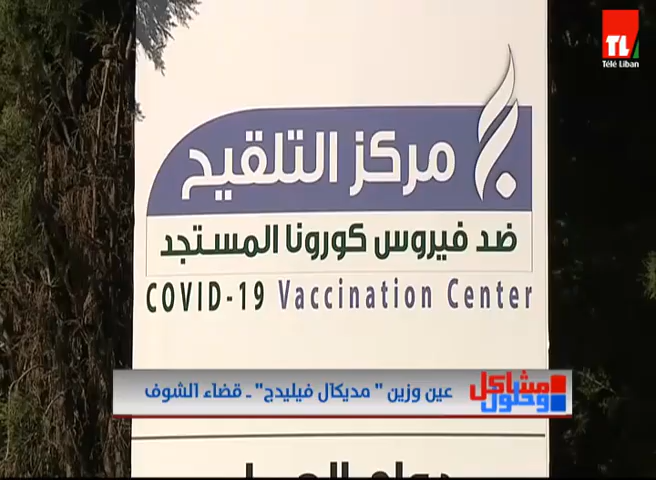 TL
Télé Liban
مركز التلقيح
ضد فيروس كورونا المستجد
COVID-19 Vaccination Center
مشاكل
وحلول
عين وزين " مديكال فيليدج" ـ قضاء الشوف